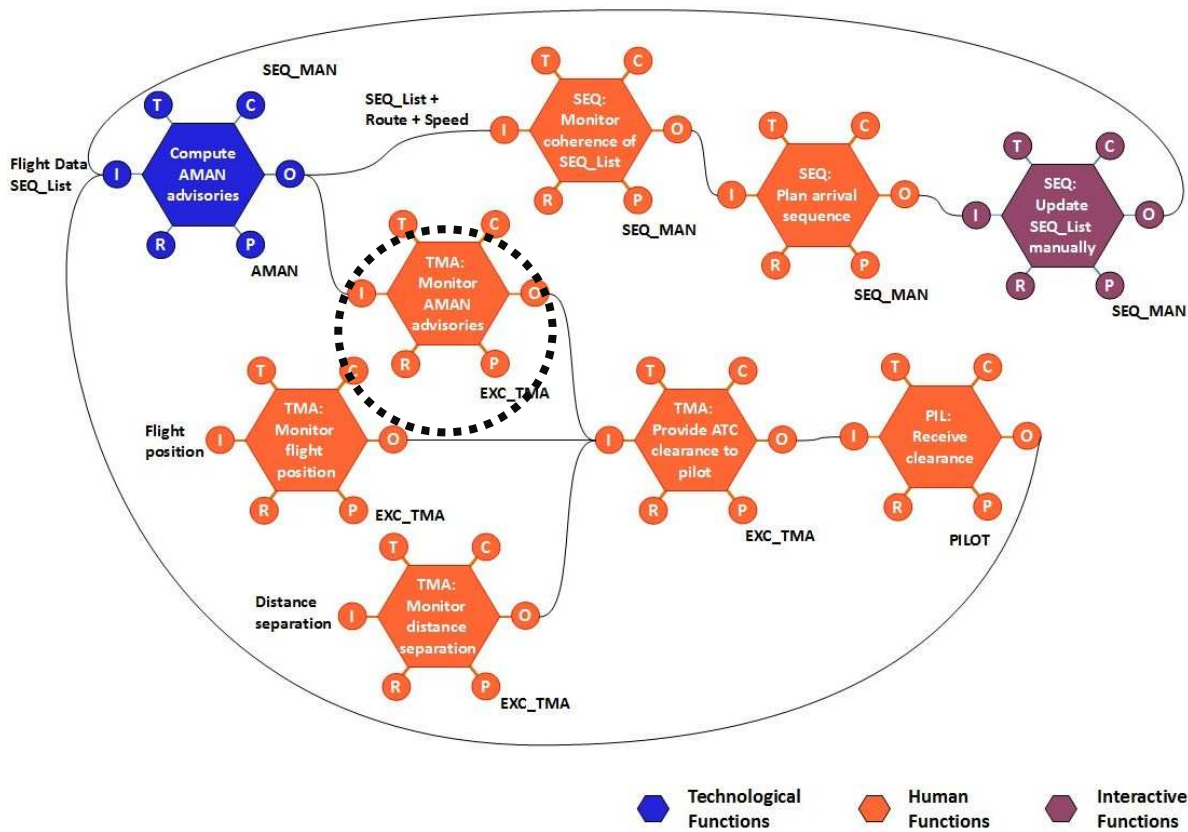 SEQ_MAN
T
C
Compute
AMAN
advisories
I
O
R
P
AMAN
Flight Data
SEQ_List
SEQ_List +
Route + Speed
T
C
SEQ:
Monitor
coherence of
SEQ_List
I
O
R
P
SEQ_MAN
T
C
SEQ:
Plan arrival
sequence
I
O
R
P
SEQ_MAN
T
C
SEQ:
Update
SEQ_List
manually
I
O
R
P
SEQ_MAN
T
C
TMA:
Monitor
AMAN
advisories
I
O
R
P
EXC_TMA
T
C
TMA:
Monitor
flight
position
I
O
R
P
EXC_TMA
Flight
position
T
C
TMA:
Provide ATC
clearance to
pilot
I
O
R
P
EXC_TMA
T
C
PIL:
Receive
clearance
I
O
R
P
PILOT
T
C
TMA:
Monitor
distance
separation
I
O
R
P
EXC_TMA
Distance
separation
Technological
Functions
Human
Functions
Interactive
Functions